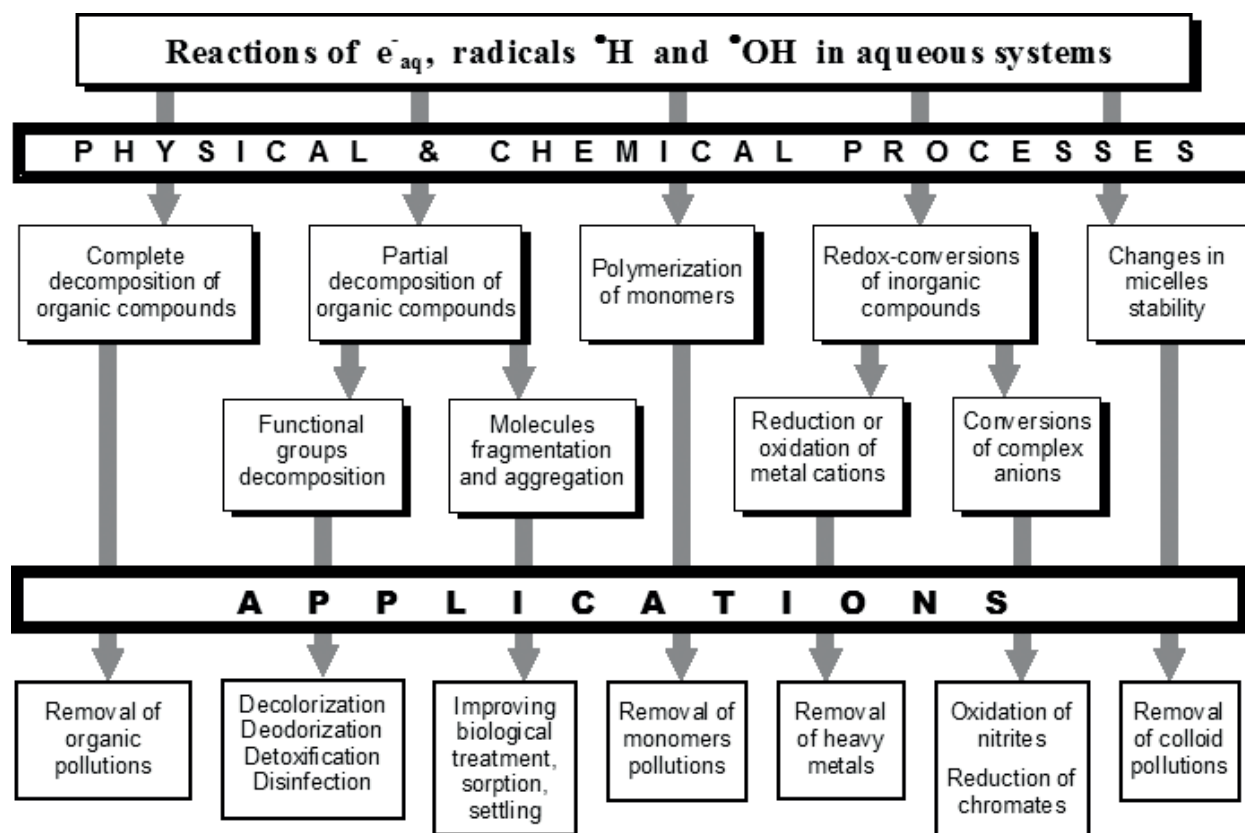 Reactions of e⁻aq, radicals •H and •OH in aqueous systems
PHYSICAL & CHEMICAL PROCESSES
Complete
decomposition of
organic compounds
Partial
decomposition of
organic compounds
Polymerization
of monomers
Redox-conversions
of inorganic
compounds
Changes in
micelles
stability
Functional
groups
decomposition
Molecules
fragmentation
and aggregation
Reduction or
oxidation of
metal cations
Conversions
of complex
anions
APPLICATIONS
Removal of
organic
pollutions
Decolorization
Deodorization
Detoxification
Disinfection
Improving
biological
treatment,
sorption,
settling
Removal of
monomers
pollutions
Removal
of heavy
metals
Oxidation of
nitrites
Reduction of
chromates
Removal
of colloid
pollutions